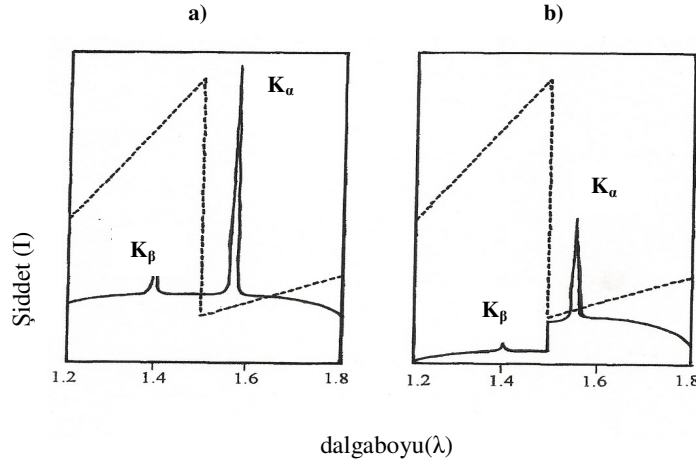 a)
b)
Kα
Kβ
Kα
Kβ
Şiddet (I)
1.2 1.4 1.6 1.8
1.2 1.4 1.6 1.8
dalgaboyu(λ)